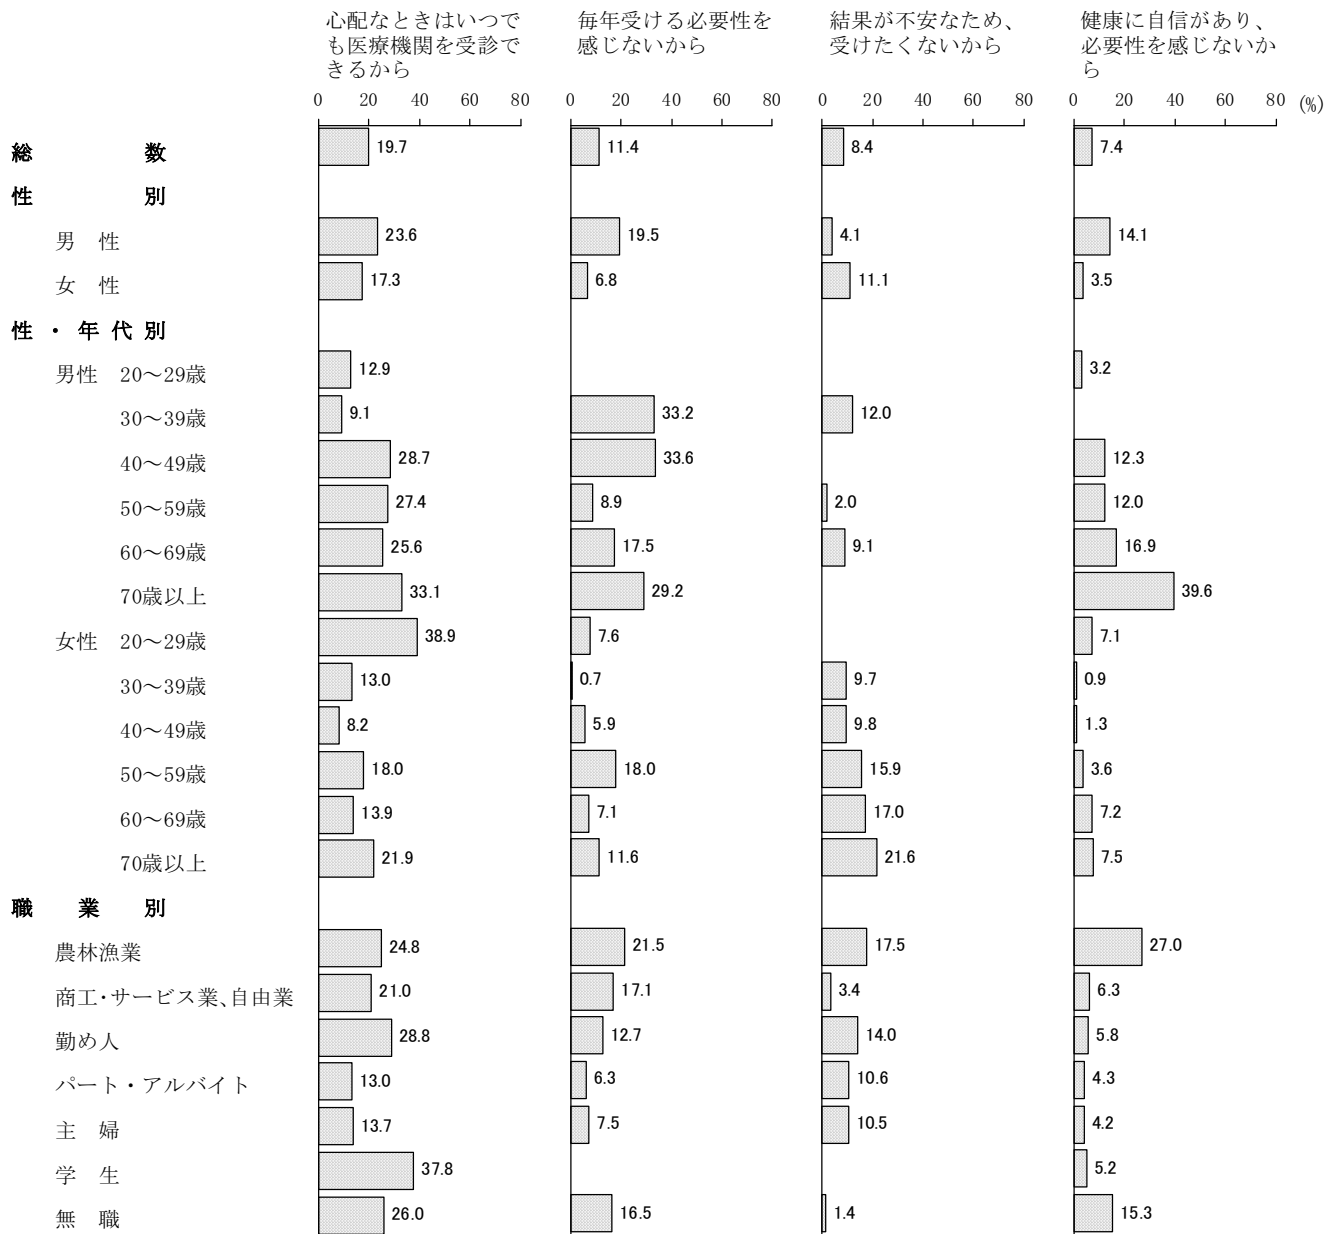 心配なときはいつで
も医療機関を受診で
きるから
毎年受ける必要性を
感じないから
結果が不安なため、
受けたくないから
健康に自信があり、
必要性を感じないか
ら
0 20 40 60 80 0 20 40 60 80 0 20 40 60 80 0 20 40 60 80 (%)
総数 19.7 11.4 8.4 7.4
性別
男性 23.6 19.5 4.1 14.1
女性 17.3 6.8 11.1 3.5
性・年代別
男性 20～29歳 12.9 3.2
30～39歳 9.1 33.2 12.0
40～49歳 28.7 33.6 12.3
50～59歳 27.4 8.9 2.0 12.0
60～69歳 25.6 17.5 9.1 16.9
70歳以上 33.1 29.2 39.6
女性 20～29歳 38.9 7.6 7.1
30～39歳 13.0 0.7 9.7 0.9
40～49歳 8.2 5.9 9.8 1.3
50～59歳 18.0 18.0 15.9 3.6
60～69歳 13.9 7.1 17.0 7.2
70歳以上 21.9 11.6 21.6 7.5
職業別
農林漁業 24.8 21.5 17.5 27.0
商工･サービス業､自由業 21.0 17.1 3.4 6.3
勤め人 28.8 12.7 14.0 5.8
パート・アルバイト 13.0 6.3 10.6 4.3
主婦 13.7 7.5 10.5 4.2
学生 37.8 5.2
無職 26.0 16.5 1.4 15.3